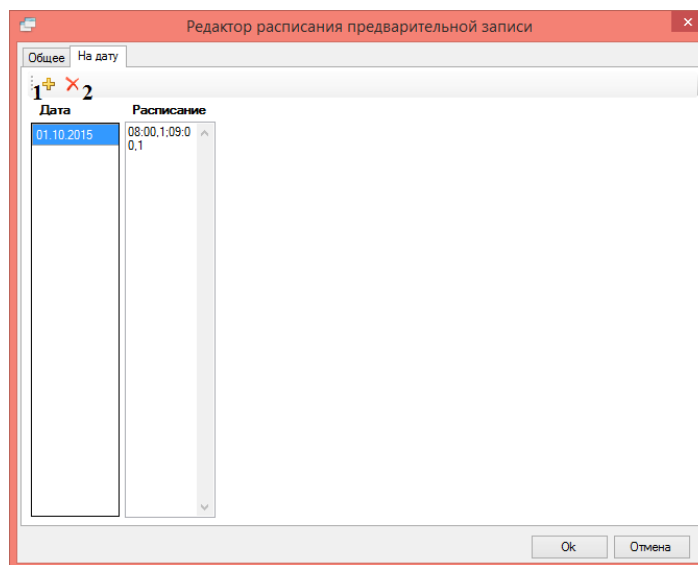 Редактор расписания предварительной записи
Общее На дату
1 2
Дата Расписание
01.10.2015 08:00,1;09:0
0,1
Ok Отмена